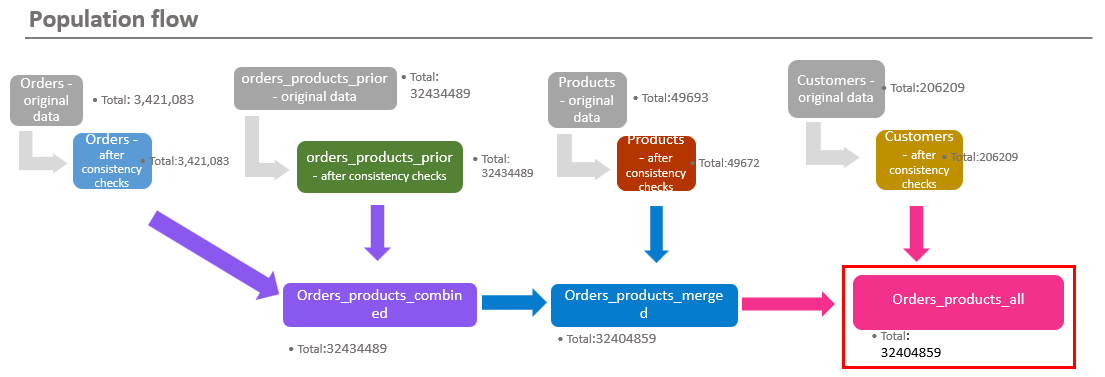 Population flow
Orders -
original
data
• Total: 3,421,083
orders_products_prior
- original data
• Total:
32434489
Products
- original
data
• Total:49693
Customers -
original data
• Total:206209
Orders -
after
consistency
checks
• Total:3,421,083
orders_products_prior
– after consistency checks
• Total:
32434489
Products
– after
consistency
checks
• Total:49672
Customers
– after
consistency
checks
• Total:206209
Orders_products_combin
ed
• Total:32434489
Orders_products_merge
d
• Total:32404859
Orders_products_all
• Total:
32404859